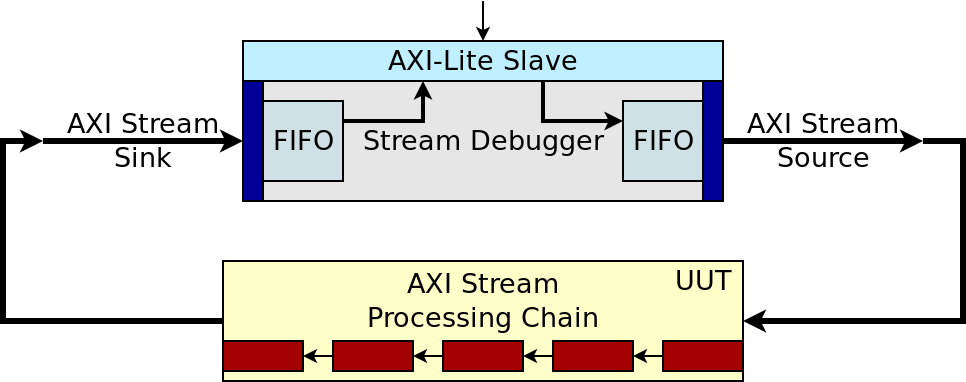 AXI-Lite Slave
AXI Stream
Sink
FIFO
Stream Debugger
FIFO
AXI Stream
Source
AXI Stream
Processing Chain
UUT